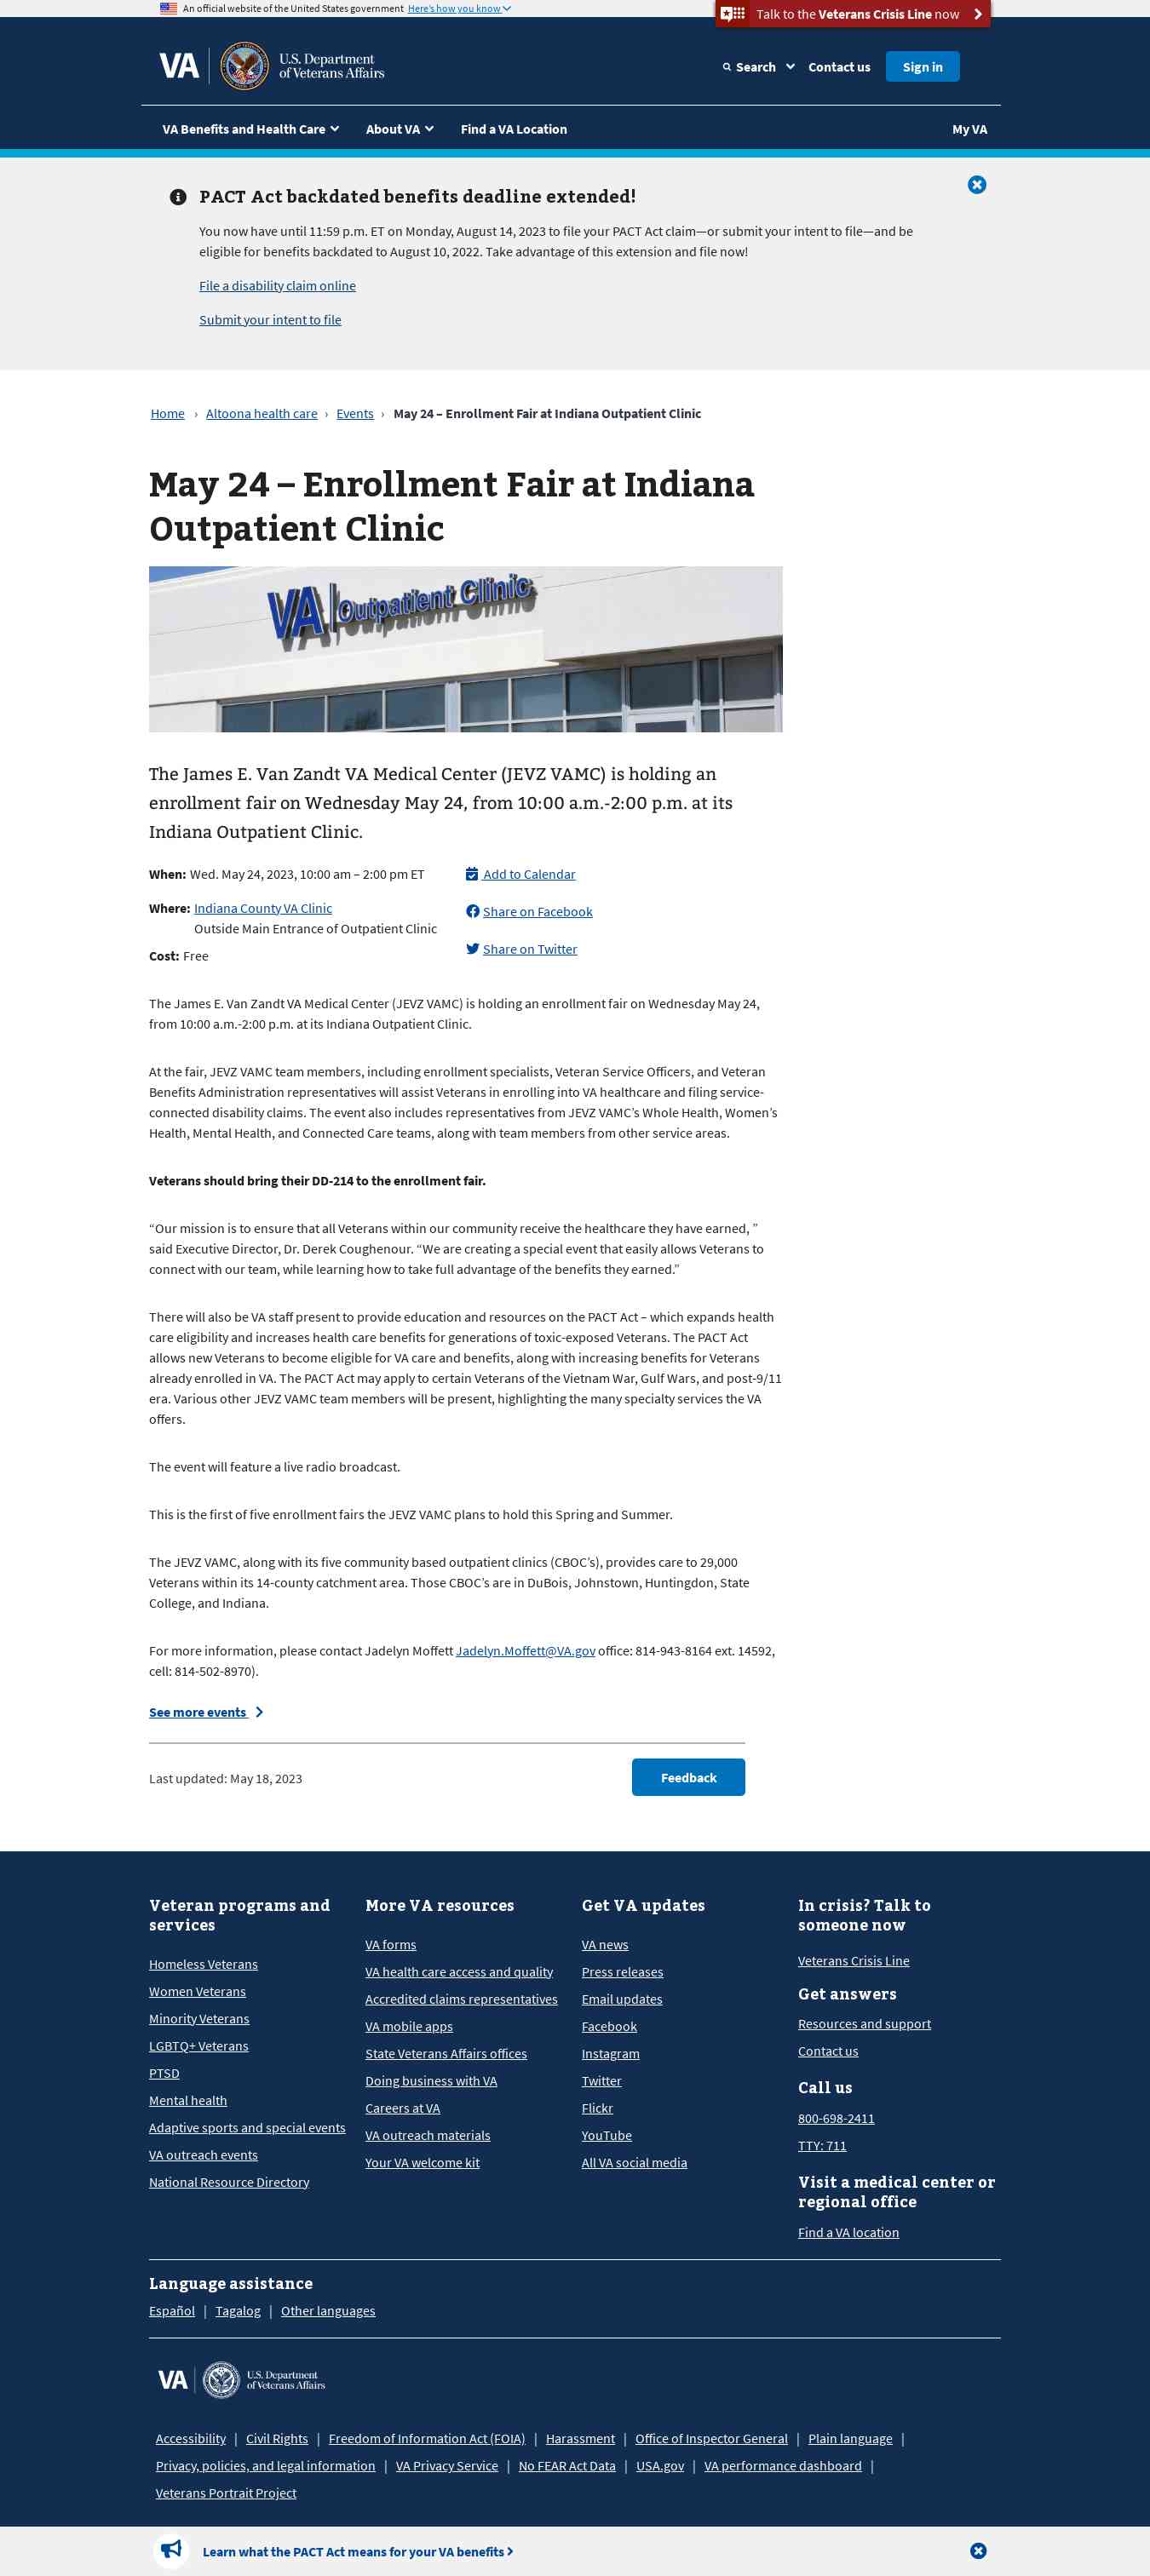 An official website of the United States government Here's how you know
Talk to the Veterans Crisis Line now
VA U.S. Department
of Veterans Affairs
Search
Contact us
Sign in
VA Benefits and Health Care
About VA
Find a VA Location
My VA
PACT Act backdated benefits deadline extended!
You now have until 11:59 p.m. ET on Monday, August 14, 2023 to file your PACT Act claim—or submit your intent to file—and be
eligible for benefits backdated to August 10, 2022. Take advantage of this extension and file now!
File a disability claim online
Submit your intent to file
Home › Altoona health care › Events › May 24 – Enrollment Fair at Indiana Outpatient Clinic
May 24 – Enrollment Fair at Indiana
Outpatient Clinic
VA Outpatient Clinic
The James E. Van Zandt VA Medical Center (JEVZ VAMC) is holding an
enrollment fair on Wednesday May 24, from 10:00 a.m.-2:00 p.m. at its
Indiana Outpatient Clinic.
When: Wed. May 24, 2023, 10:00 am – 2:00 pm ET
Where: Indiana County VA Clinic
Outside Main Entrance of Outpatient Clinic
Cost: Free
Add to Calendar
Share on Facebook
Share on Twitter
The James E. Van Zandt VA Medical Center (JEVZ VAMC) is holding an enrollment fair on Wednesday May 24,
from 10:00 a.m.-2:00 p.m. at its Indiana Outpatient Clinic.
At the fair, JEVZ VAMC team members, including enrollment specialists, Veteran Service Officers, and Veteran
Benefits Administration representatives will assist Veterans in enrolling into VA healthcare and filing service-
connected disability claims. The event also includes representatives from JEVZ VAMC's Whole Health, Women's
Health, Mental Health, and Connected Care teams, along with team members from other service areas.
Veterans should bring their DD-214 to the enrollment fair.
“Our mission is to ensure that all Veterans within our community receive the healthcare they have earned, ”
said Executive Director, Dr. Derek Coughenour. “We are creating a special event that easily allows Veterans to
connect with our team, while learning how to take full advantage of the benefits they earned.”
There will also be VA staff present to provide education and resources on the PACT Act – which expands health
care eligibility and increases health care benefits for generations of toxic-exposed Veterans. The PACT Act
allows new Veterans to become eligible for VA care and benefits, along with increasing benefits for Veterans
already enrolled in VA. The PACT Act may apply to certain Veterans of the Vietnam War, Gulf Wars, and post-9/11
era. Various other JEVZ VAMC team members will be present, highlighting the many specialty services the VA
offers.
The event will feature a live radio broadcast.
This is the first of five enrollment fairs the JEVZ VAMC plans to hold this Spring and Summer.
The JEVZ VAMC, along with its five community based outpatient clinics (CBOC's), provides care to 29,000
Veterans within its 14-county catchment area. Those CBOC's are in DuBois, Johnstown, Huntingdon, State
College, and Indiana.
For more information, please contact Jadelyn Moffett Jadelyn.Moffett@VA.gov office: 814-943-8164 ext. 14592,
cell: 814-502-8970).
See more events
Last updated: May 18, 2023
Feedback
Veteran programs and
services
Homeless Veterans
Women Veterans
Minority Veterans
LGBTQ+ Veterans
PTSD
Mental health
Adaptive sports and special events
VA outreach events
National Resource Directory
More VA resources
VA forms
VA health care access and quality
Accredited claims representatives
VA mobile apps
State Veterans Affairs offices
Doing business with VA
Careers at VA
VA outreach materials
Your VA welcome kit
Get VA updates
VA news
Press releases
Email updates
Facebook
Instagram
Twitter
Flickr
YouTube
All VA social media
In crisis? Talk to
someone now
Veterans Crisis Line
Get answers
Resources and support
Contact us
Call us
800-698-2411
TTY: 711
Visit a medical center or
regional office
Find a VA location
Language assistance
Español | Tagalog | Other languages
VA U.S. Department
of Veterans Affairs
Accessibility | Civil Rights | Freedom of Information Act (FOIA) | Harassment | Office of Inspector General | Plain language |
Privacy, policies, and legal information | VA Privacy Service | No FEAR Act Data | USA.gov | VA performance dashboard |
Veterans Portrait Project
Learn what the PACT Act means for your VA benefits